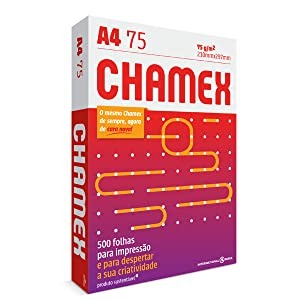 A4 75
75 g/m²
210mmx297mm
CHAMEX
O mesmo Chamex
de sempre, agora
de cara nova!
500 folhas
para impressão
e para despertar
a sua criatividade
produto sustentável
A4 75
CHAMEX